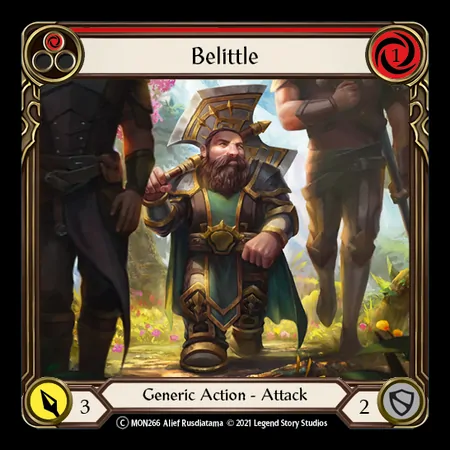 Belittle
1
3
Generic Action - Attack
2
C MON266 Alief Rusdiatama © 2021 Legend Story Studios